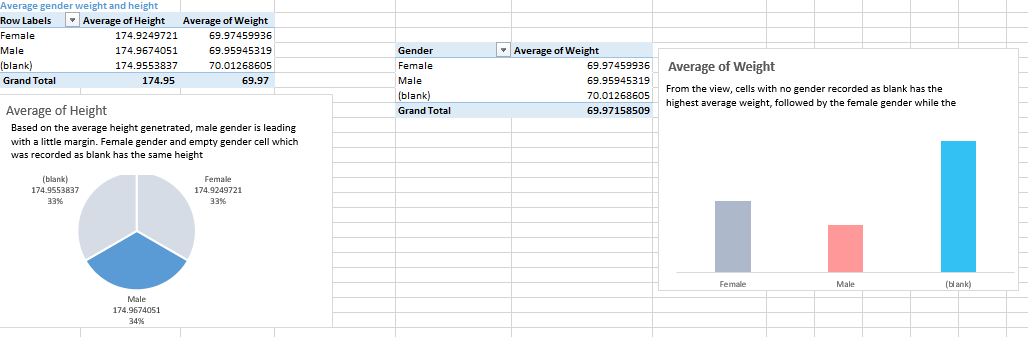 Average gender weight and height
Row Labels Average of Height Average of Weight
Female 174.9249721 69.97459936
Male 174.9674051 69.95945319
(blank) 174.9553837 70.01268605
Grand Total 174.95 69.97
Gender Average of Weight
Female 69.97459936
Male 69.95945319
(blank) 70.01268605
Grand Total 69.97158509
Average of Height
Based on the average height genetrated, male gender is leading
with a little margin. Female gender and empty gender cell which
was recorded as blank has the same height
(blank)
174.9553837
33%
Female
174.9249721
33%
Male
174.9674051
34%
Average of Weight
From the view, cells with no gender recorded as blank has the
highest average weight, followed by the female gender while the
Female Male (blank)